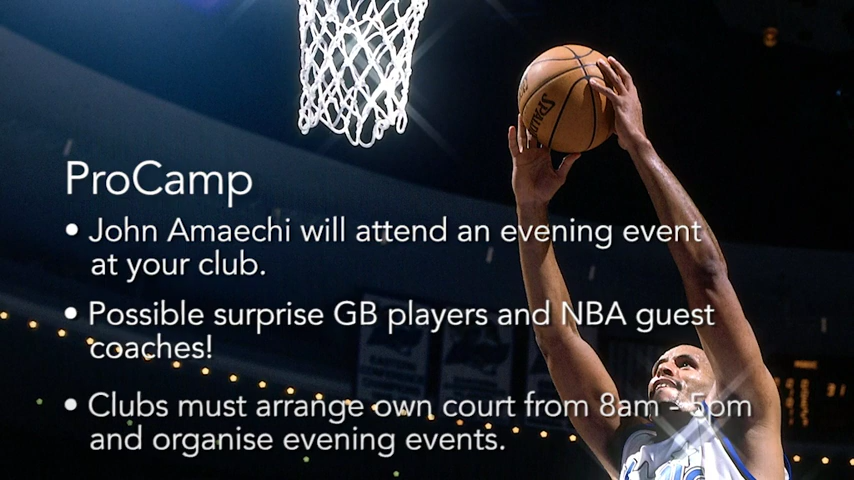 ProCamp
• John Amaechi will attend an evening event
at your club.
• Possible surprise GB players and NBA guest
coaches!
• Clubs must arrange own court from 8am - 5pm
and organise evening events.
SPALDING